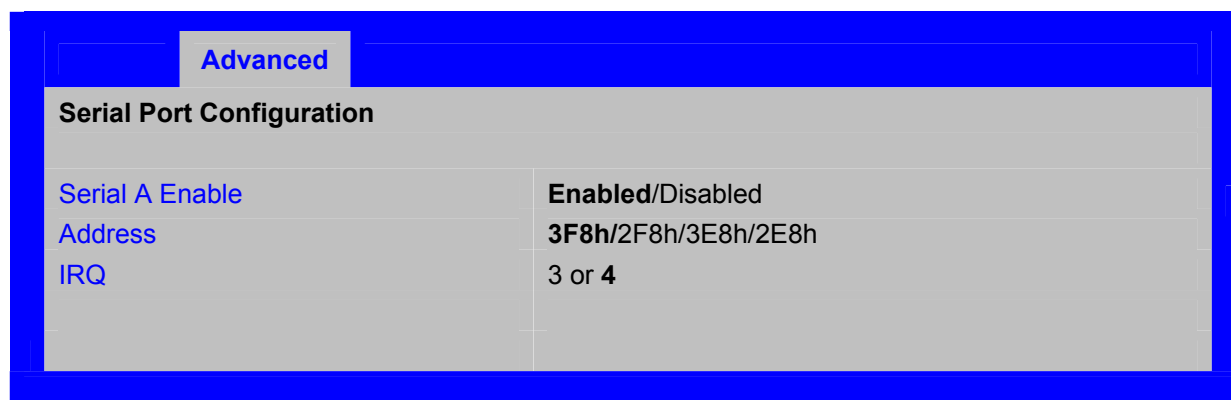 Advanced
Serial Port Configuration
Serial A Enable Enabled/Disabled
Address 3F8h/2F8h/3E8h/2E8h
IRQ 3 or 4